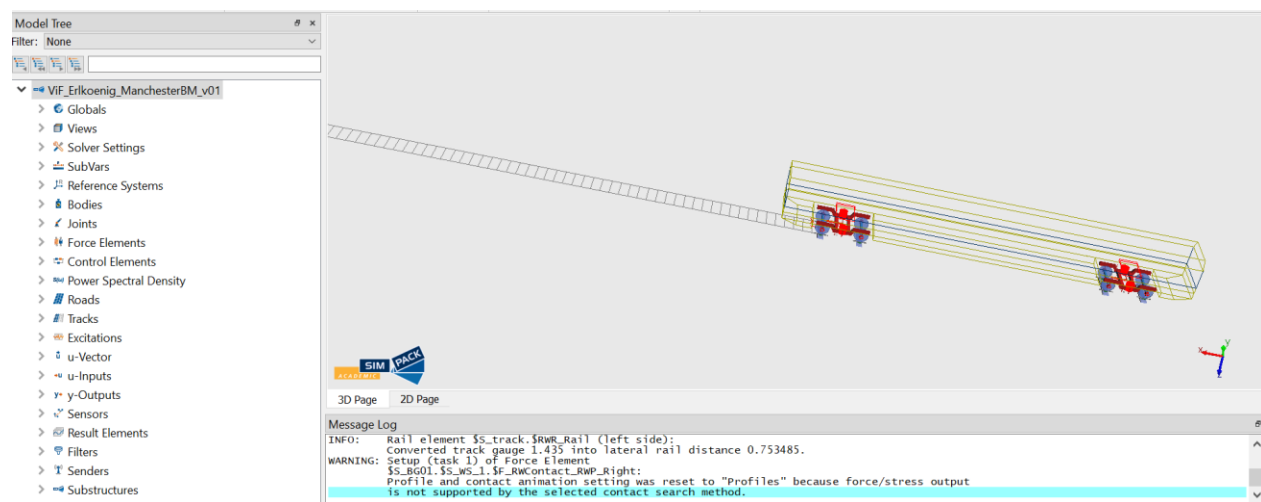 Model Tree
Filter: None
ViF_Erlkoenig_ManchesterBM_v01
Globals
Views
Solver Settings
SubVars
Reference Systems
Bodies
Joints
Force Elements
Control Elements
Power Spectral Density
Roads
Tracks
Excitations
u-Vector
u-Inputs
y-Outputs
Sensors
Result Elements
Filters
Senders
Substructures
SIMPACK
ACADEMIC
x
y
z
3D Page 2D Page
Message Log
INFO: Rail element $S_track.$RWR_Rail (left side):
Converted track gauge 1.435 into lateral rail distance 0.753485.
WARNING: Setup (task 1) of Force Element
$S_BG01.$S_WS_1.$F_RWContact_RWP_Right:
Profile and contact animation setting was reset to "Profiles" because force/stress output
is not supported by the selected contact search method.